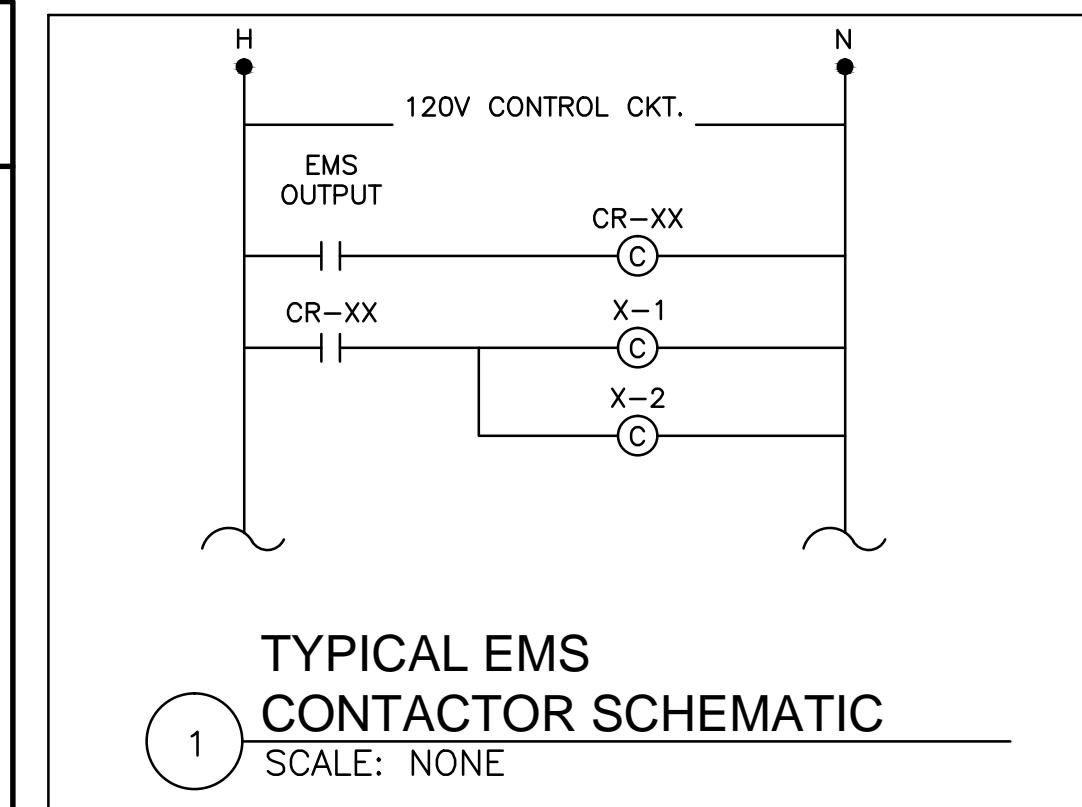 H
N
120V CONTROL CKT.
EMS
OUTPUT
CR-XX
C
CR-XX
X-1
C
X-2
C
TYPICAL EMS
CONTACTOR SCHEMATIC
1
SCALE: NONE